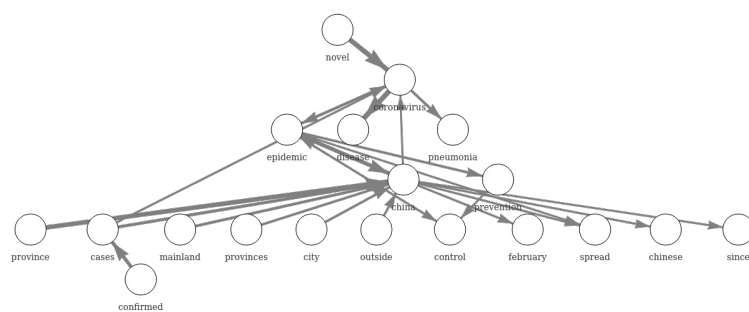 novel
coronavirus
epidemic
disease
pneumonia
china
prevention
province
cases
mainland
provinces
city
outside
control
february
spread
chinese
since
confirmed